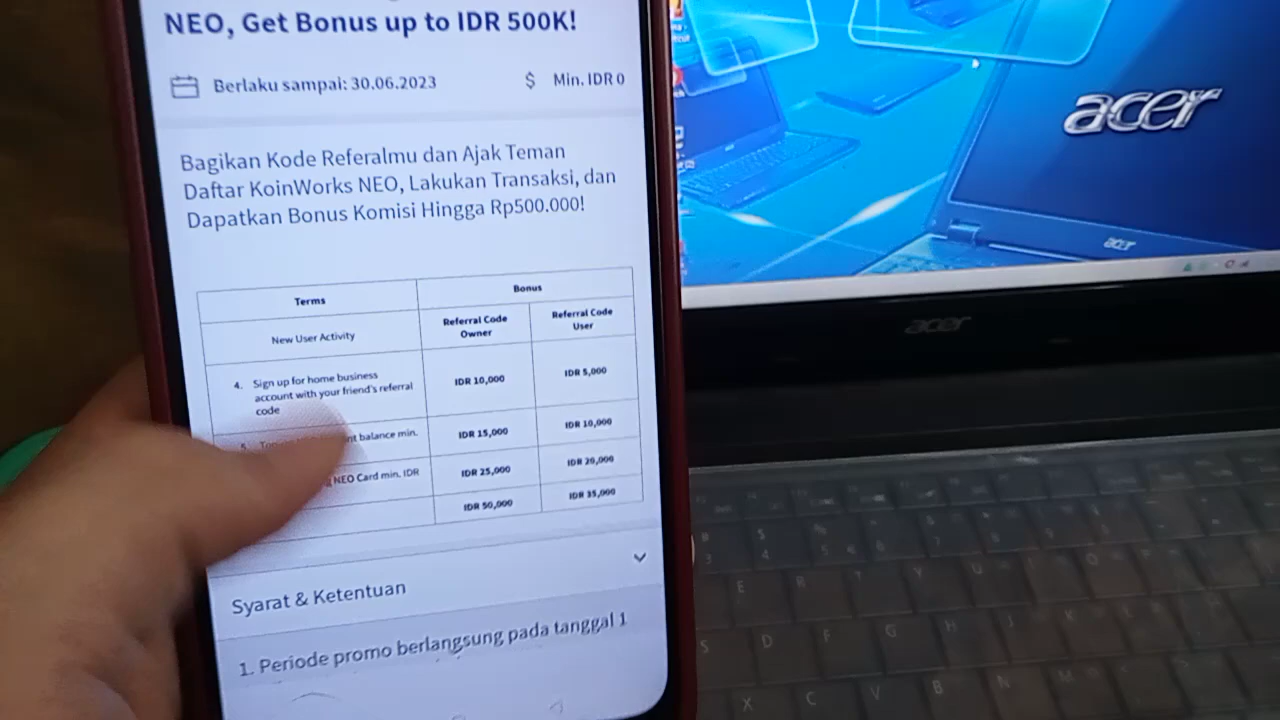 NEO, Get Bonus up to IDR 500K!
Berlaku sampai: 30.06.2023
$ Min. IDR 0
Bagikan Kode Referalmu dan Ajak Teman
Daftar KoinWorks NEO, Lakukan Transaksi, dan
Dapatkan Bonus Komisi Hingga Rp500.000!
Terms
Bonus
New User Activity
Referral Code
Owner
Referral Code
User
4. Sign up for home business
account with your friend's referral
code
IDR 10,000
IDR 5,000
balance min.
IDR 15,000
IDR 10,000
NEO Card min. IDR
IDR 25,000
IDR 20,000
IDR 50,000
IDR 35,000
Syarat & Ketentuan
1. Periode promo berlangsung pada tanggal 1
acer
acer
acer
E R T Y U
S D F G H J K
X C V B N M